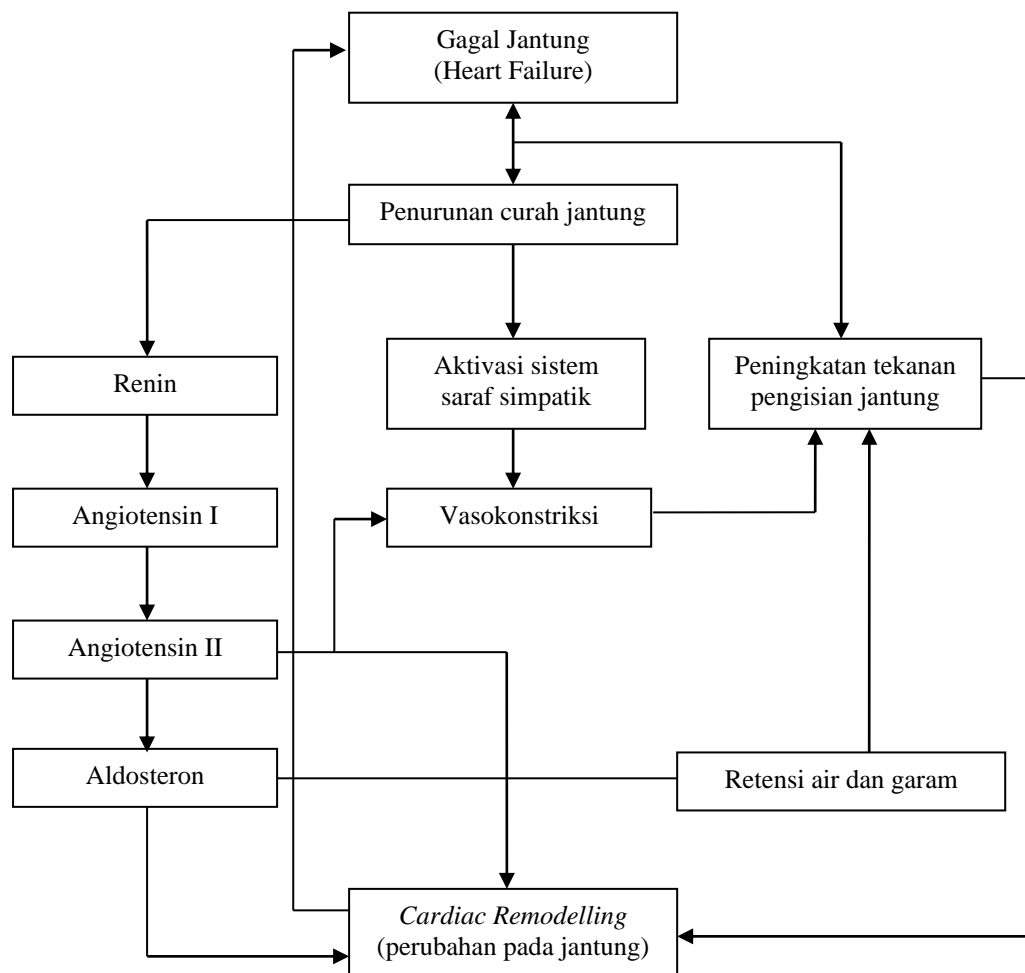 Gagal Jantung
(Heart Failure)
Penurunan curah jantung
Renin
Aktivasi sistem
saraf simpatik
Peningkatan tekanan
pengisian jantung
Angiotensin I
Vasokonstriksi
Angiotensin II
Aldosteron
Retensi air dan garam
Cardiac Remodelling
(perubahan pada jantung)